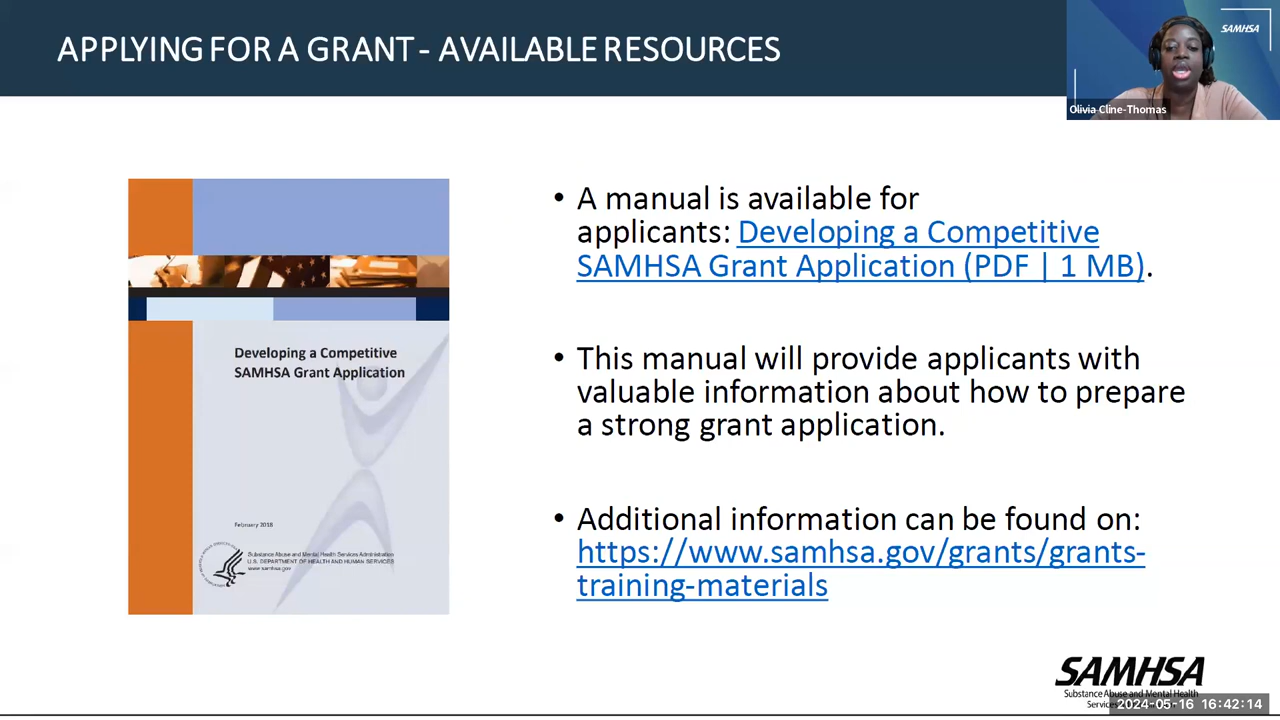 APPLYING FOR A GRANT - AVAILABLE RESOURCES
SAMHSA
Olivia Cline-Thomas
• A manual is available for
applicants: Developing a Competitive
SAMHSA Grant Application (PDF | 1 MB).
• This manual will provide applicants with
valuable information about how to prepare
a strong grant application.
• Additional information can be found on:
https://www.samhsa.gov/grants/grants-
training-materials
Developing a Competitive
SAMHSA Grant Application
February 2018
Substance Abuse and Mental Health Services Administration
U.S. DEPARTMENT OF HEALTH AND HUMAN SERVICES
www.samhsa.gov
SAMHSA
Substance Abuse and Mental Health
Services
2024-05-16 16:42:14